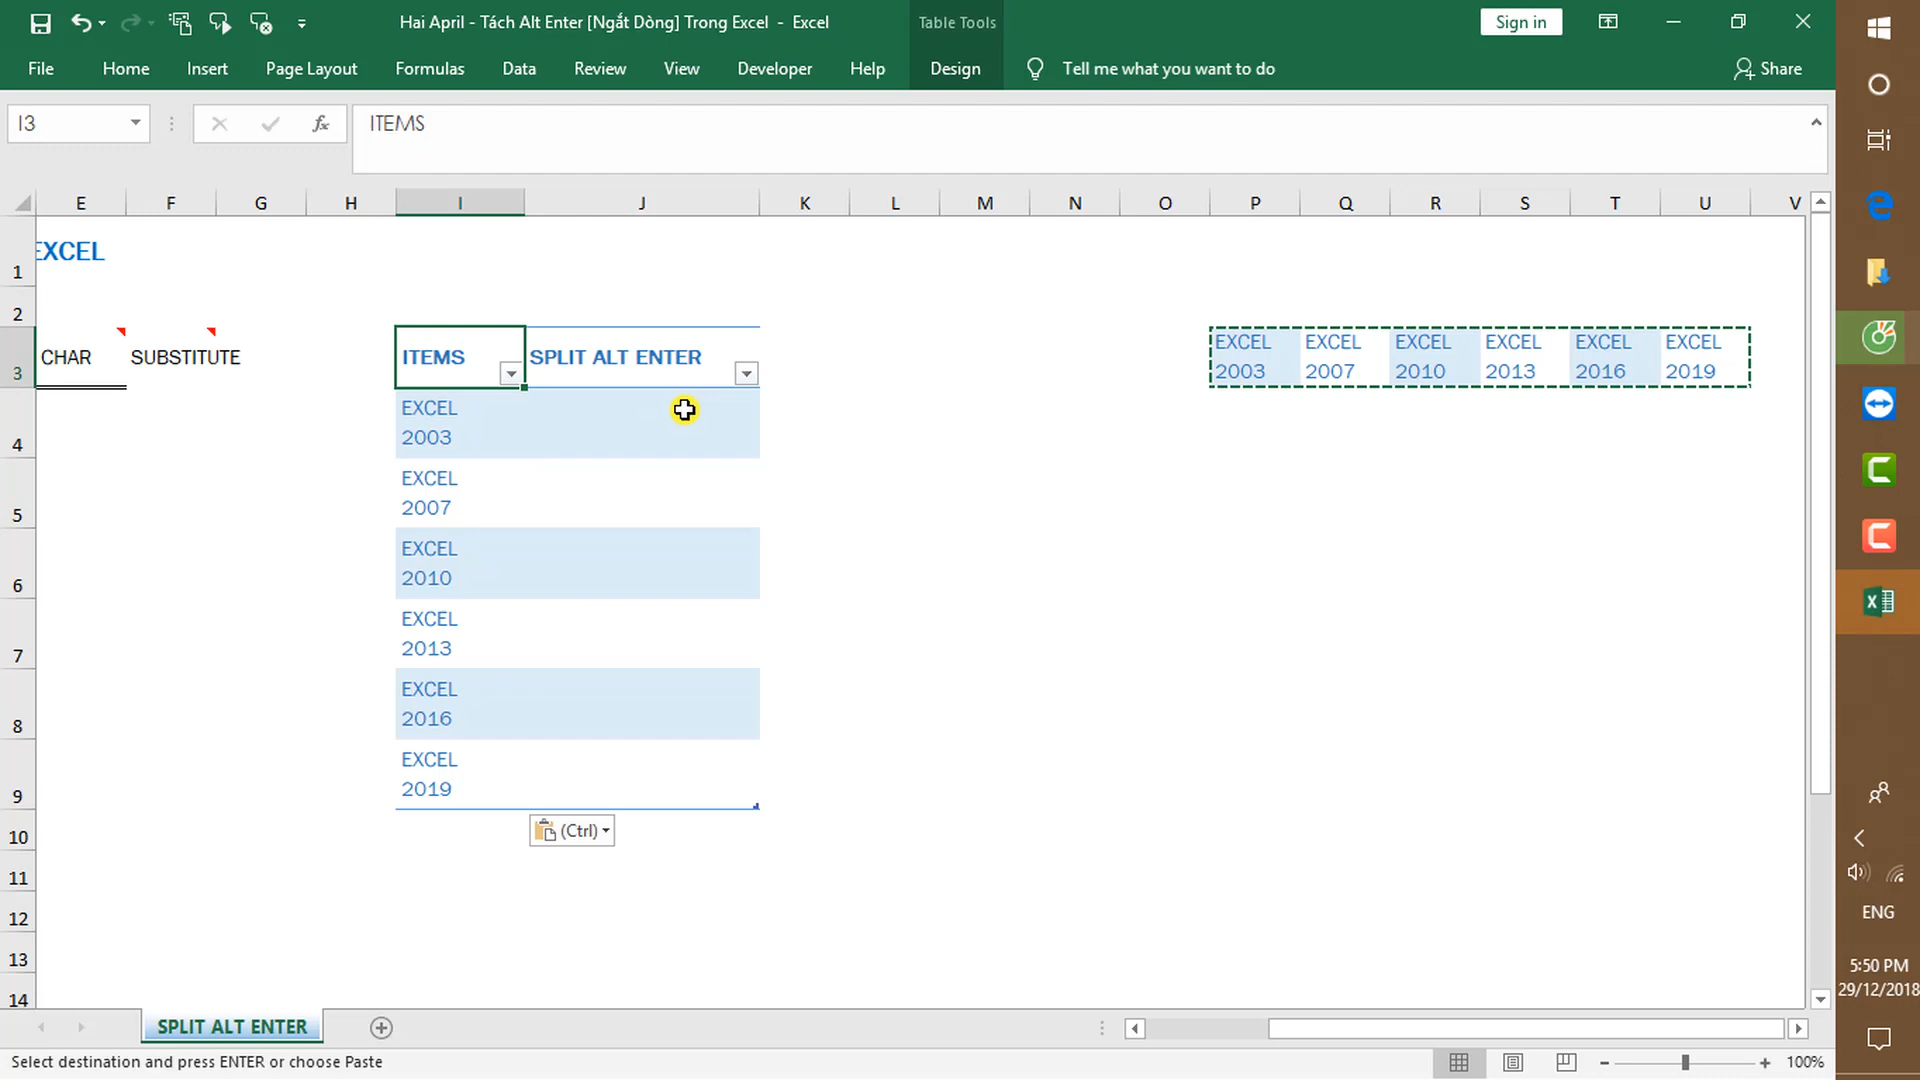 Hai April - Tách Alt Enter [Ngắt Dòng] Trong Excel - Excel
Table Tools
Sign in
File
Home
Insert
Page Layout
Formulas
Data
Review
View
Developer
Help
Design
Tell me what you want to do
Share
I3
fx
ITEMS
E
F
G
H
I
J
K
L
M
N
O
P
Q
R
S
T
U
V
1
EXCEL
2
3
CHAR
SUBSTITUTE
ITEMS
SPLIT ALT ENTER
EXCEL
2003
EXCEL
2007
EXCEL
2010
EXCEL
2013
EXCEL
2016
EXCEL
2019
4
EXCEL
2003
5
EXCEL
2007
6
EXCEL
2010
7
EXCEL
2013
8
EXCEL
2016
9
EXCEL
2019
10
(Ctrl)
11
12
13
14
SPLIT ALT ENTER
Select destination and press ENTER or choose Paste
100%
ENG
5:50 PM
29/12/2018